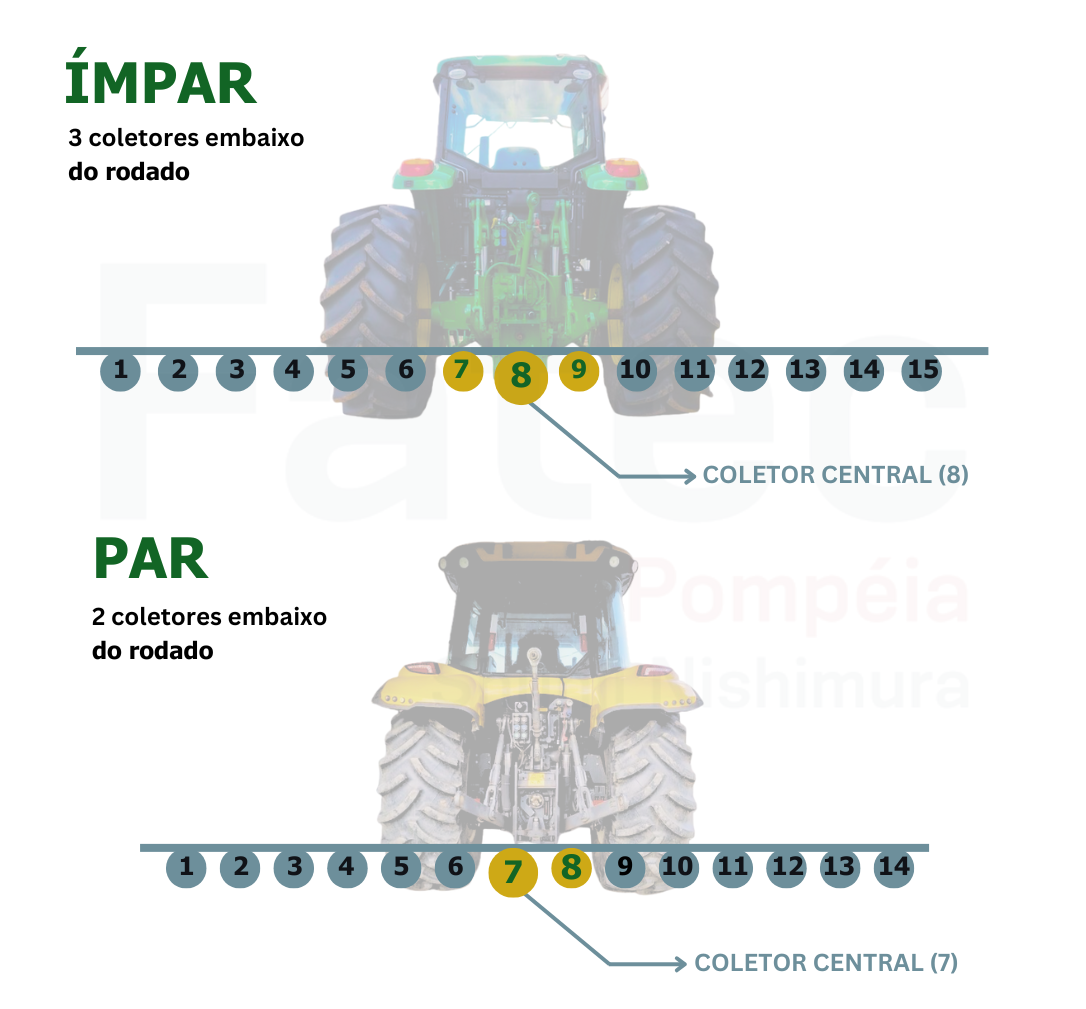 ÍMPAR
3 coletores embaixo
do rodado
1 2 3 4 5 6 7 8 9 10 11 12 13 14 15
COLETOR CENTRAL (8)
Fatec
PAR
Pompéia
2 coletores embaixo
do rodado
Nishimura
1 2 3 4 5 6 7 8 9 10 11 12 13 14
COLETOR CENTRAL (7)